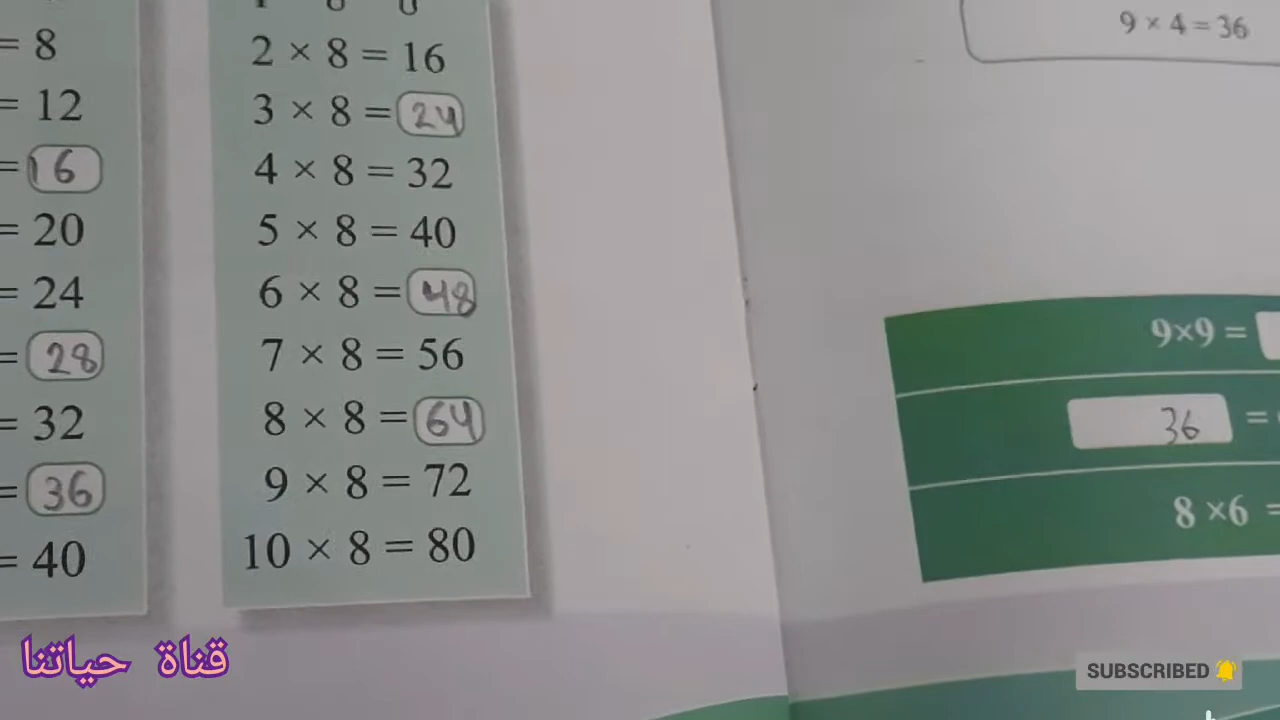 = 8
= 12
= 16
= 20
= 24
= 28
= 32
= 36
= 40
2 × 8 = 16
3 × 8 = 24
4 × 8 = 32
5 × 8 = 40
6 × 8 = 48
7 × 8 = 56
8 × 8 = 64
9 × 8 = 72
10 × 8 = 80
9 × 4 = 36
9×9 =
36 =
8 ×6 =
قناة حياتنا
SUBSCRIBED